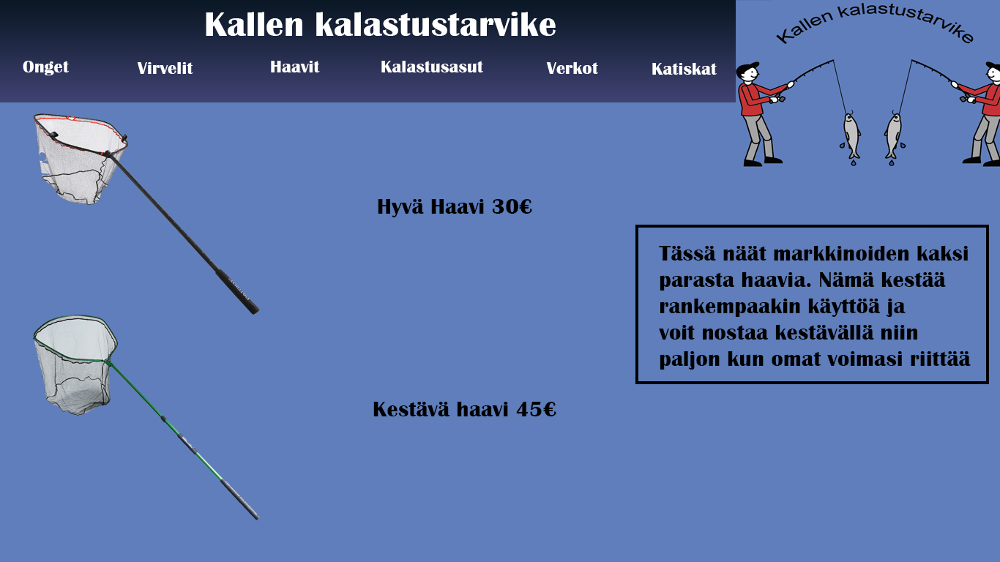 Kallen kalastustarvike
Kallen kalastustarvike
Onget Virvelit Haavit Kalastusasut Verkot Katiskat
Hyvä Haavi 30€
Tässä näät markkinoiden kaksi
parasta haavia. Nämä kestää
rankempaakin käyttöä ja
voit nostaa kestävällä niin
paljon kun omat voimasi riittää
Kestävä haavi 45€